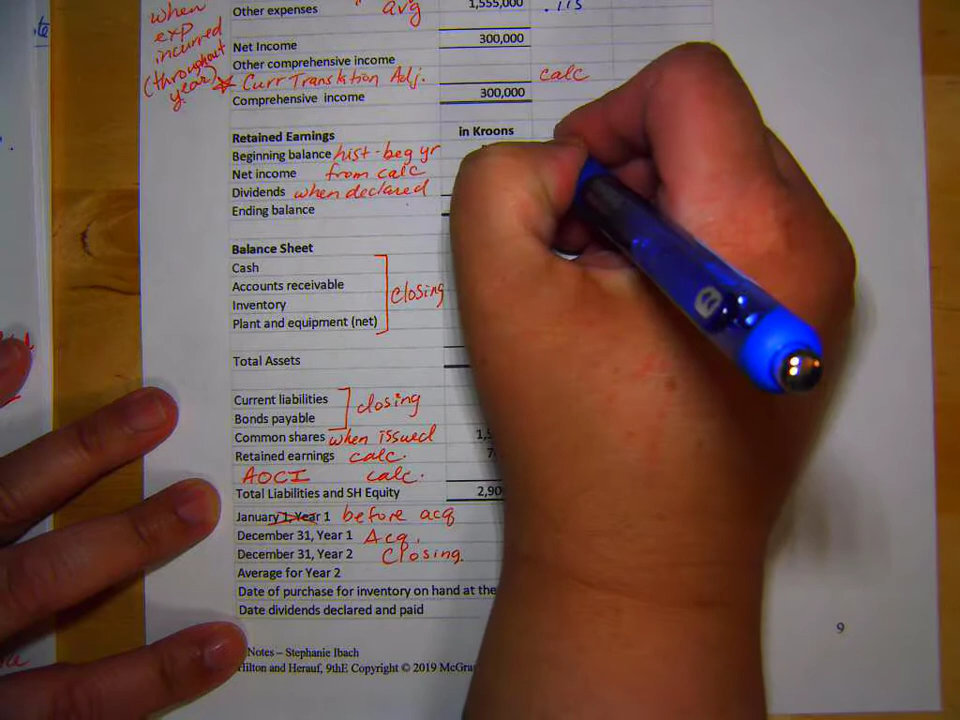 when
exp
incurred
(throughout
year)
Other expenses avg 1,555,000 .115
Net Income 300,000
Other comprehensive income
* Curr Translation Adj. calc
Comprehensive income 300,000
Retained Earnings in Kroons
Beginning balance hist-beg yr
Net income from calc
Dividends when declared
Ending balance
Balance Sheet
Cash
Accounts receivable closing
Inventory
Plant and equipment (net)
Total Assets
Current liabilities closing
Bonds payable
Common shares when issued
Retained earnings calc.
AOCI calc.
Total Liabilities and SH Equity 2,90
January 1, Year 1 before acq
December 31, Year 1 Acq.
December 31, Year 2 Closing.
Average for Year 2
Date of purchase for inventory on hand at the
Date dividends declared and paid
9
Notes – Stephanie Ibach
Hilton and Herauf, 9thE Copyright © 2019 McGra